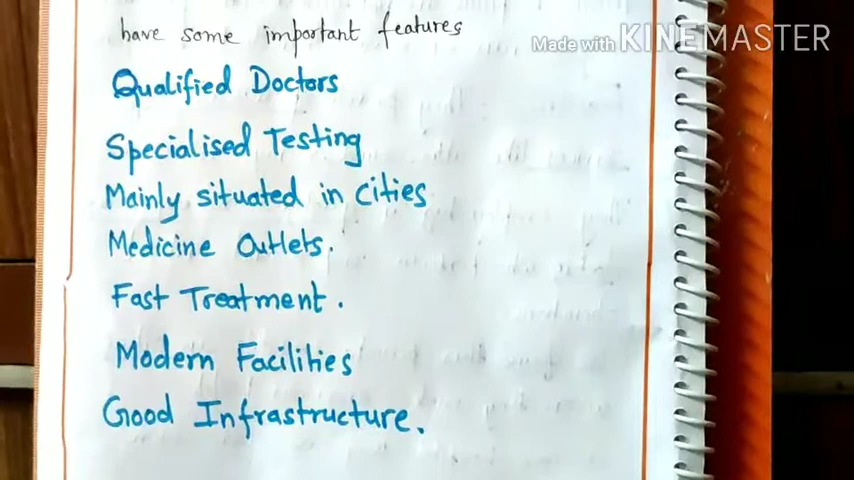 have some important features
Made with KINEMASTER
Qualified Doctors
Specialised Testing
Mainly situated in cities
Medicine Outlets.
Fast Treatment.
Modern Facilities
Good Infrastructure.